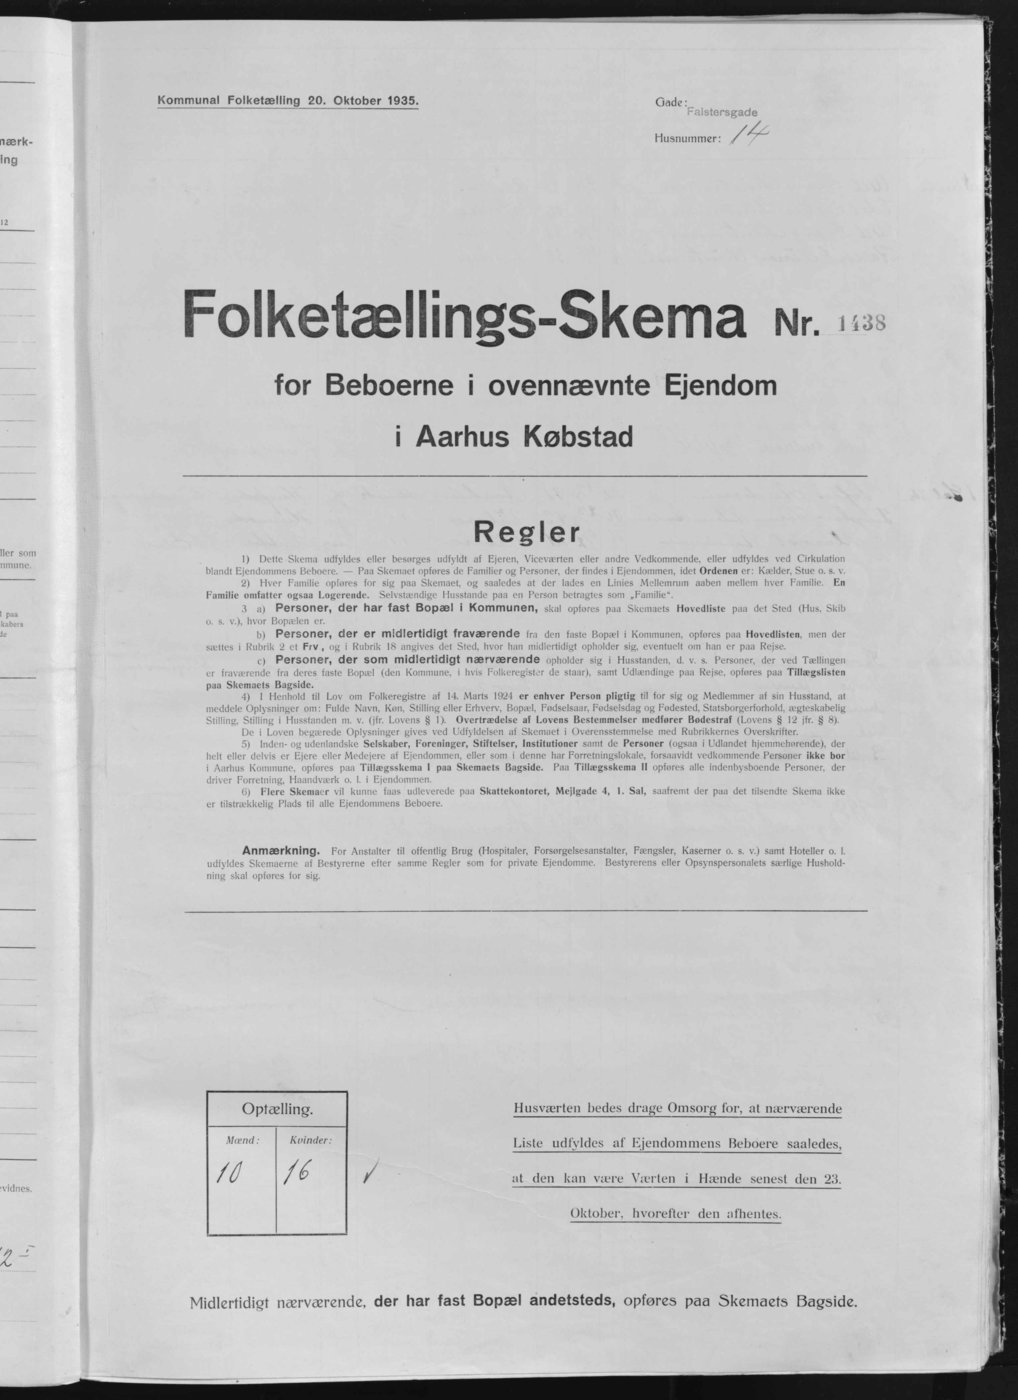 Kommunal Folketælling 20. Oktober 1935.
Gade: Falstersgade
Husnummer: 14
Folketællings-Skema Nr. 1438
for Beboerne i ovennævnte Ejendom
i Aarhus Købstad
Regler
1) Dette Skema udfyldes eller besørges udfyldt af Ejeren, Viceværten eller andre Vedkommende, eller udfyldes ved Cirkulation
blandt Ejendommens Beboere. — Paa Skemaet opføres de Familier og Personer, der findes i Ejendommen, idet Ordenen er: Kælder, Stue o. s. v.
2) Hver Familie opføres for sig paa Skemaet, og saaledes at der lades en Linies Mellemrum aaben mellem hver Familie. En
Familie omfatter ogsaa Logerende. Selvstændige Husstande paa en Person betragtes som „Familie".
3 a) Personer, der har fast Bopæl i Kommunen, skal opføres paa Skemaets Hovedliste paa det Sted (Hus, Skib
o. s. v.), hvor Bopælen er.
b) Personer, der er midlertidigt fraværende fra den faste Bopæl i Kommunen, opføres paa Hovedlisten, men der
sættes i Rubrik 2 et Frv , og i Rubrik 18 angives det Sted, hvor han midlertidigt opholder sig, eventuelt om han er paa Rejse.
c) Personer, der som midlertidigt nærværende opholder sig i Husstanden, d. v. s. Personer, der ved Tællingen
er fraværende fra deres faste Bopæl (den Kommune, i hvis Folkeregister de staar), samt Udlændinge paa Rejse, opføres paa Tillægslisten
paa Skemaets Bagside.
4) I Henhold til Lov om Folkeregistre af 14. Marts 1924 er enhver Person pligtig til for sig og Medlemmer af sin Husstand, at
meddele Oplysninger om: Fulde Navn, Køn, Stilling eller Erhverv, Bopæl, Fødselsaar, Fødselsdag og Fødested, Statsborgerforhold, ægteskabelig
Stilling, Stilling i Husstanden m. v. (jfr. Lovens § 1). Overtrædelse af Lovens Bestemmelser medfører Bødestraf (Lovens § 12 jfr. § 8).
De i Loven begærede Oplysninger gives ved Udfyldelsen af Skemaet i Overensstemmelse med Rubrikkernes Overskrifter.
5) Inden- og udenlandske Selskaber, Foreninger, Stiftelser, Institutioner samt de Personer (ogsaa i Udlandet hjemmehørende), der
helt eller delvis er Ejere eller Medejere af Ejendommen, eller som i denne har Forretningslokale, forsaavidt vedkommende Personer ikke bor
i Aarhus Kommune, opføres paa Tillægsskema I paa Skemaets Bagside. Paa Tillægsskema II opføres alle indenbysboende Personer, der
driver Forretning, Haandværk o. l. i Ejendommen.
6) Flere Skemaer vil kunne faas udleverede paa Skattekontoret, Mejlgade 4, 1. Sal, saafremt der paa det tilsendte Skema ikke
er tilstrækkelig Plads til alle Ejendommens Beboere.
Anmærkning. For Anstalter til offentlig Brug (Hospitaler, Forsørgelsesanstalter, Fængsler, Kaserner o. s. v.) samt Hoteller o. l.
udfyldes Skemaerne af Bestyrerne efter samme Regler som for private Ejendomme. Bestyrerens eller Opsynspersonalets særlige Hushold-
ning skal opføres for sig.
Optælling.
Mænd: Kvinder:
10 16
Husværten bedes drage Omsorg for, at nærværende
Liste udfyldes af Ejendommens Beboere saaledes,
at den kan være Værten i Hænde senest den 23.
Oktober, hvorefter den afhentes.
Midlertidigt nærværende, der har fast Bopæl andetsteds, opføres paa Skemaets Bagside.